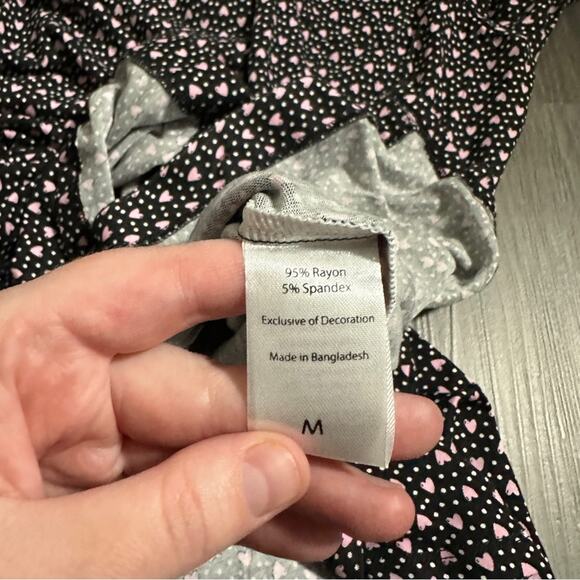 95% Rayon
5% Spandex
Exclusive of Decoration
Made in Bangladesh
M